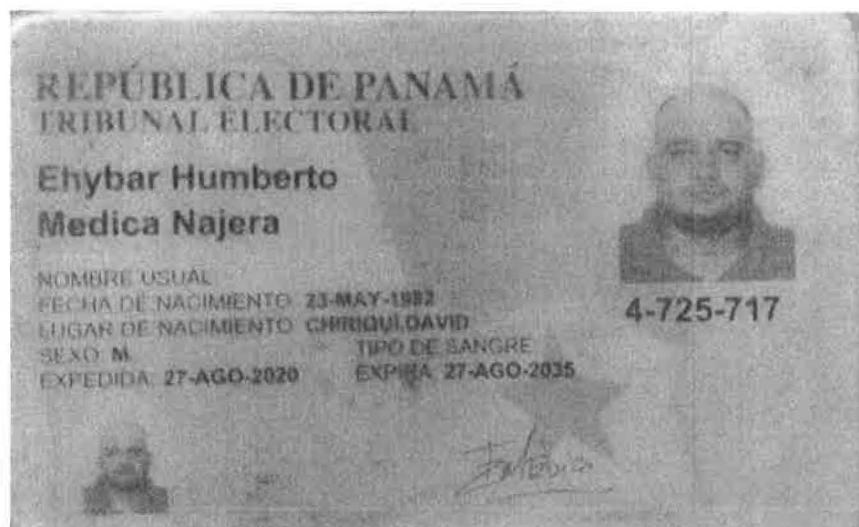 REPÚBLICA DE PANAMÁ
TRIBUNAL ELECTORAL
Ehybar Humberto
Medica Najera
NOMBRE USUAL
FECHA DE NACIMIENTO: 23-MAY-1982
LUGAR DE NACIMIENTO: CHIRIQUI, DAVID
SEXO: M TIPO DE SANGRE
EXPEDIDA: 27-AGO-2020 EXPIRA: 27-AGO-2035
4-725-717